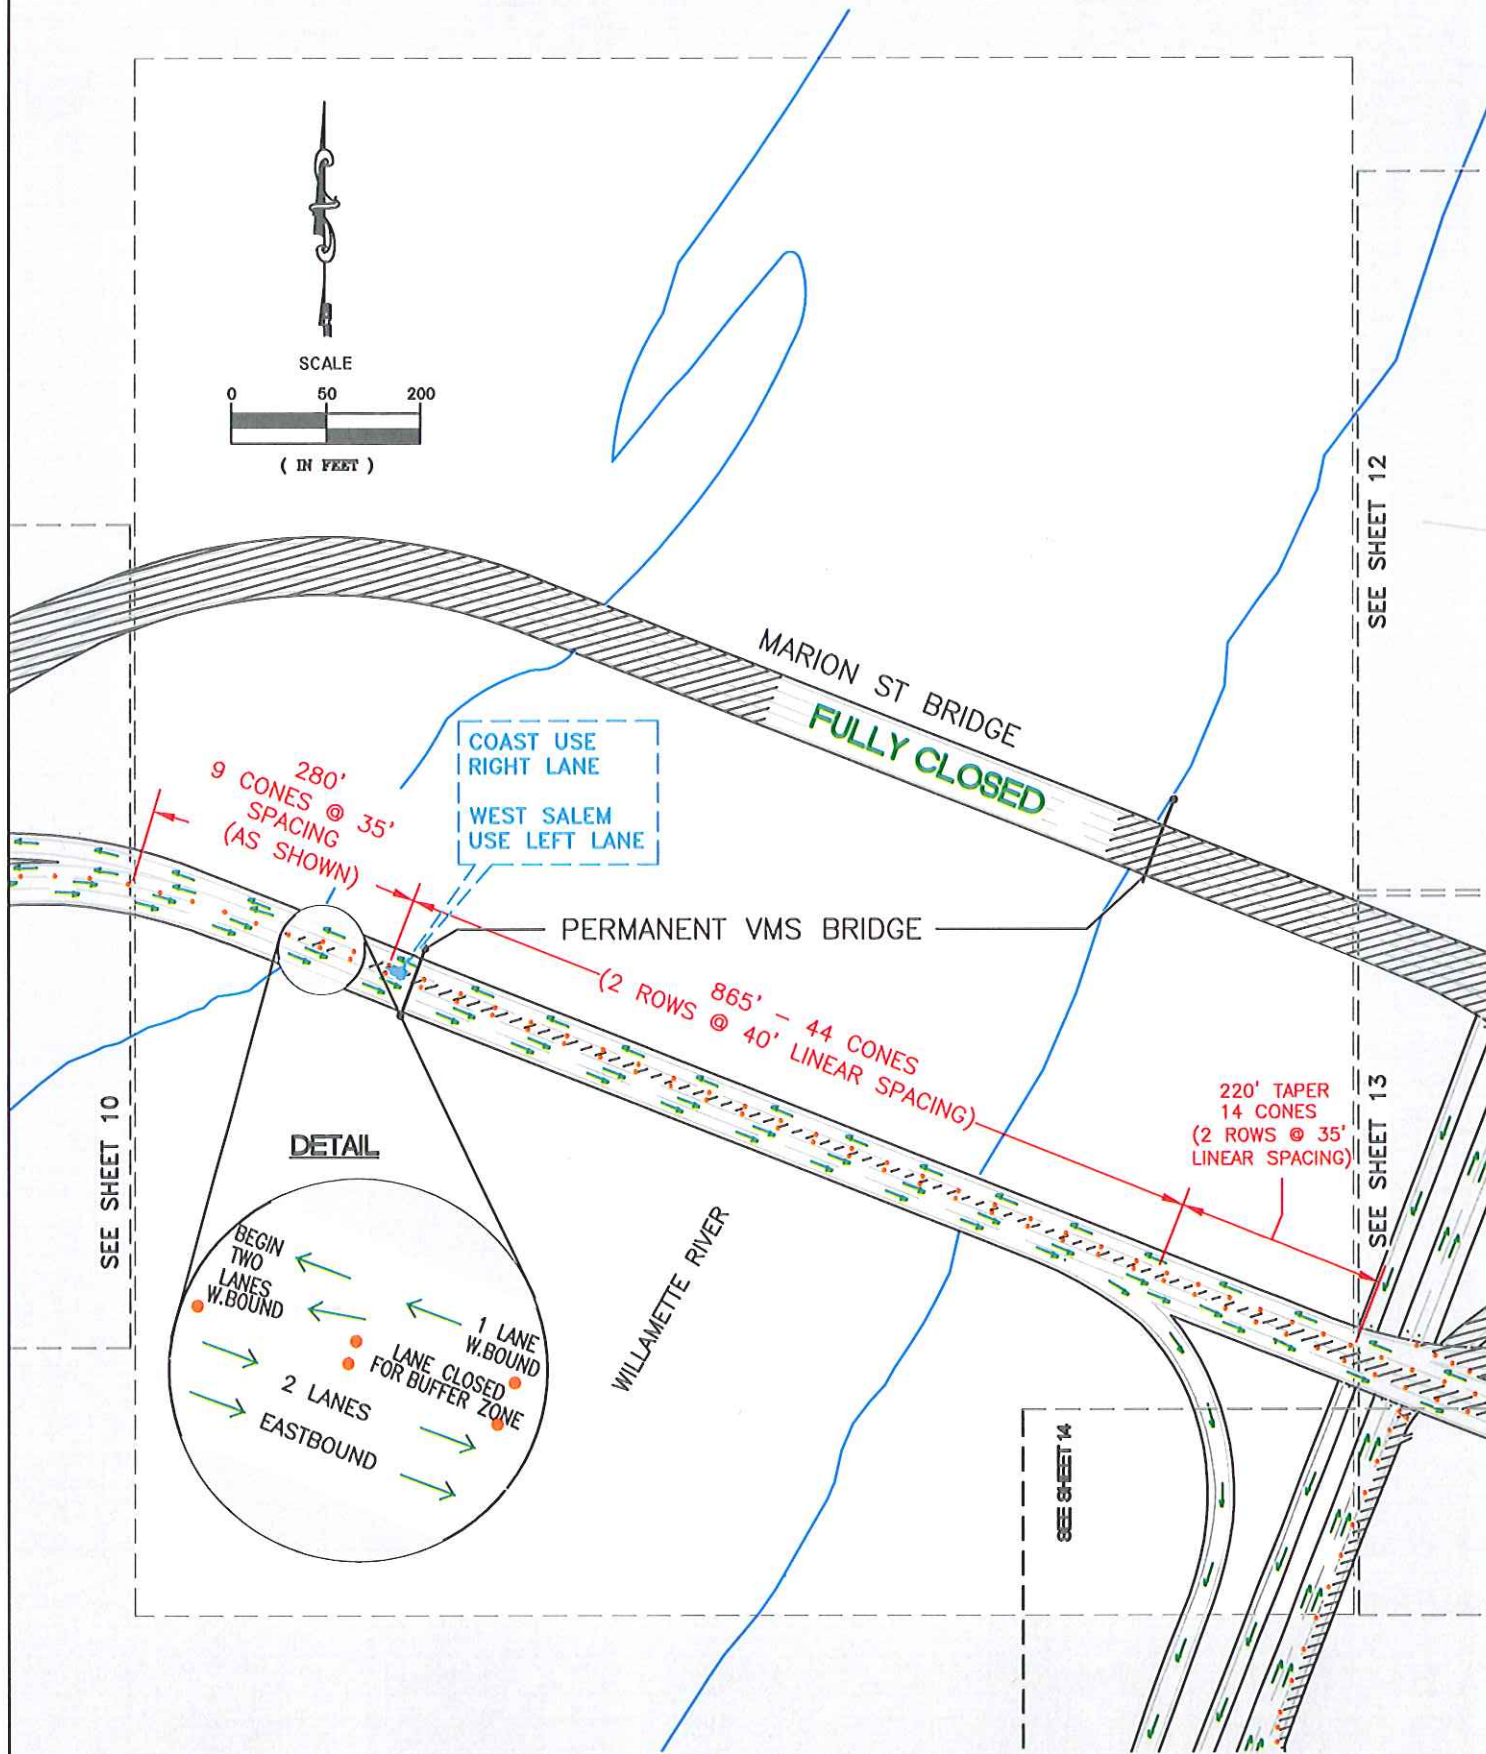 SCALE
0 50 200
( IN FEET )
SEE SHEET 12
MARION ST BRIDGE
FULLY CLOSED
COAST USE
RIGHT LANE
WEST SALEM
USE LEFT LANE
280'
9 CONES @ 35'
SPACING
(AS SHOWN)
PERMANENT VMS BRIDGE
865' – 44 CONES
(2 ROWS @ 40' LINEAR SPACING)
220' TAPER
14 CONES
(2 ROWS @ 35'
LINEAR SPACING)
SEE SHEET 10
SEE SHEET 13
DETAIL
BEGIN
TWO
LANES
W.BOUND
1 LANE
W.BOUND
LANE CLOSED
FOR BUFFER ZONE
2 LANES
EASTBOUND
WILLAMETTE RIVER
SEE SHEET 14